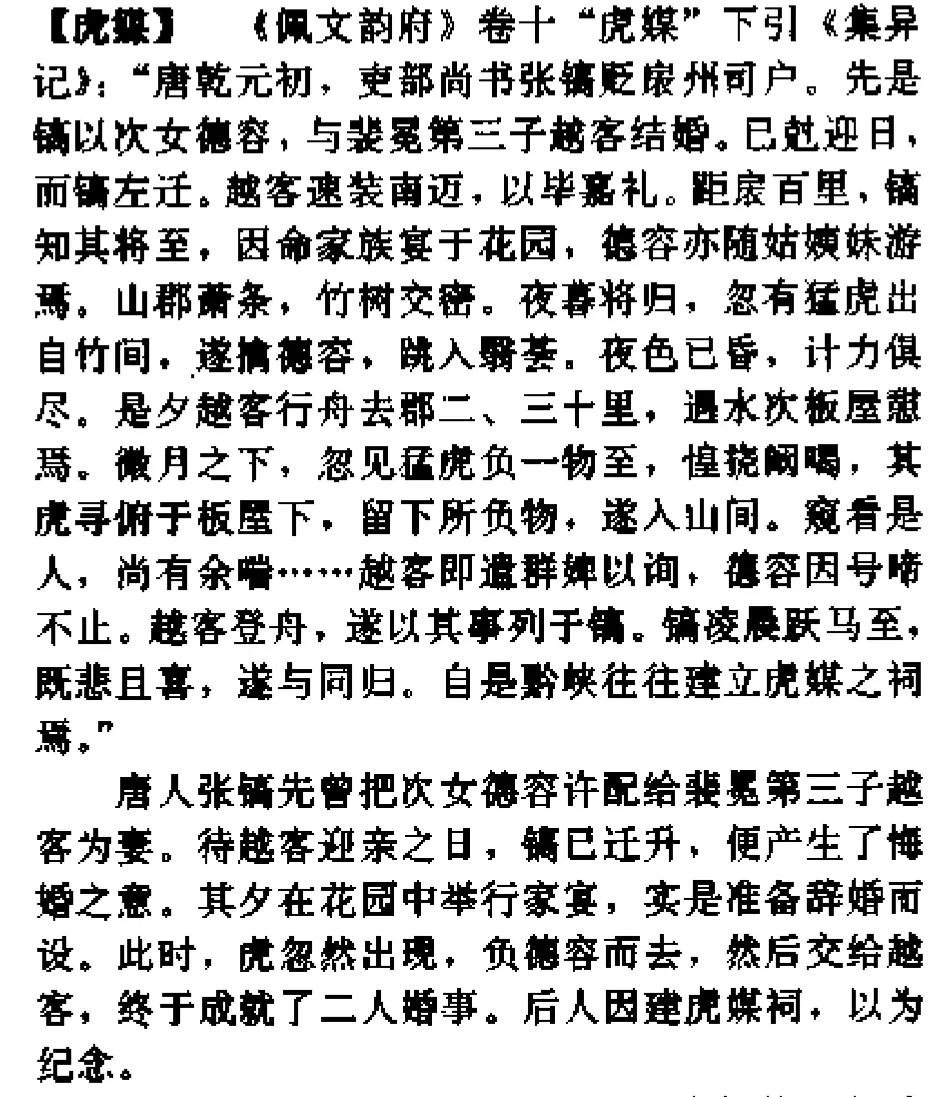 【虎媒】　《佩文韵府》卷十“虎媒”下引《集异
记》：“唐乾元初，吏部尚书张镐贬扆州司户。先是
镐以次女德容，与裴冕第三子越客结婚。已尅迎日，
而镐左迁。越客速装南迈，以毕嘉礼。距扆百里，镐
知其将至，因命家族宴于花园，德容亦随姑姨妹游
焉。山郡萧条，竹树交密。夜暮将归，忽有猛虎出
自竹间，遂擒德容，跳入翳荟。夜色已昏，计力俱
尽。是夕越客行舟去郡二、三十里，遇水次板屋憩
焉。微月之下，忽见猛虎负一物至，惶挠阚喝，其
虎寻俯于板屋下，留下所负物，遂入山间。窥看是
人，尚有余喘……越客即遣群婢以询，德容因号啼
不止。越客登舟，遂以其事列于镐。镐凌晨跃马至，
既悲且喜，遂与同归。自是黔峡往往建立虎媒之祠
焉。”
唐人张镐先曾把次女德容许配给裴冕第三子越
客为妻。待越客迎亲之日，镐已迁升，便产生了悔
婚之意。其夕在花园中举行家宴，实是准备辞婚而
设。此时，虎忽然出现，负德容而去，然后交给越
客，终于成就了二人婚事。后人因建虎媒祠，以为
纪念。